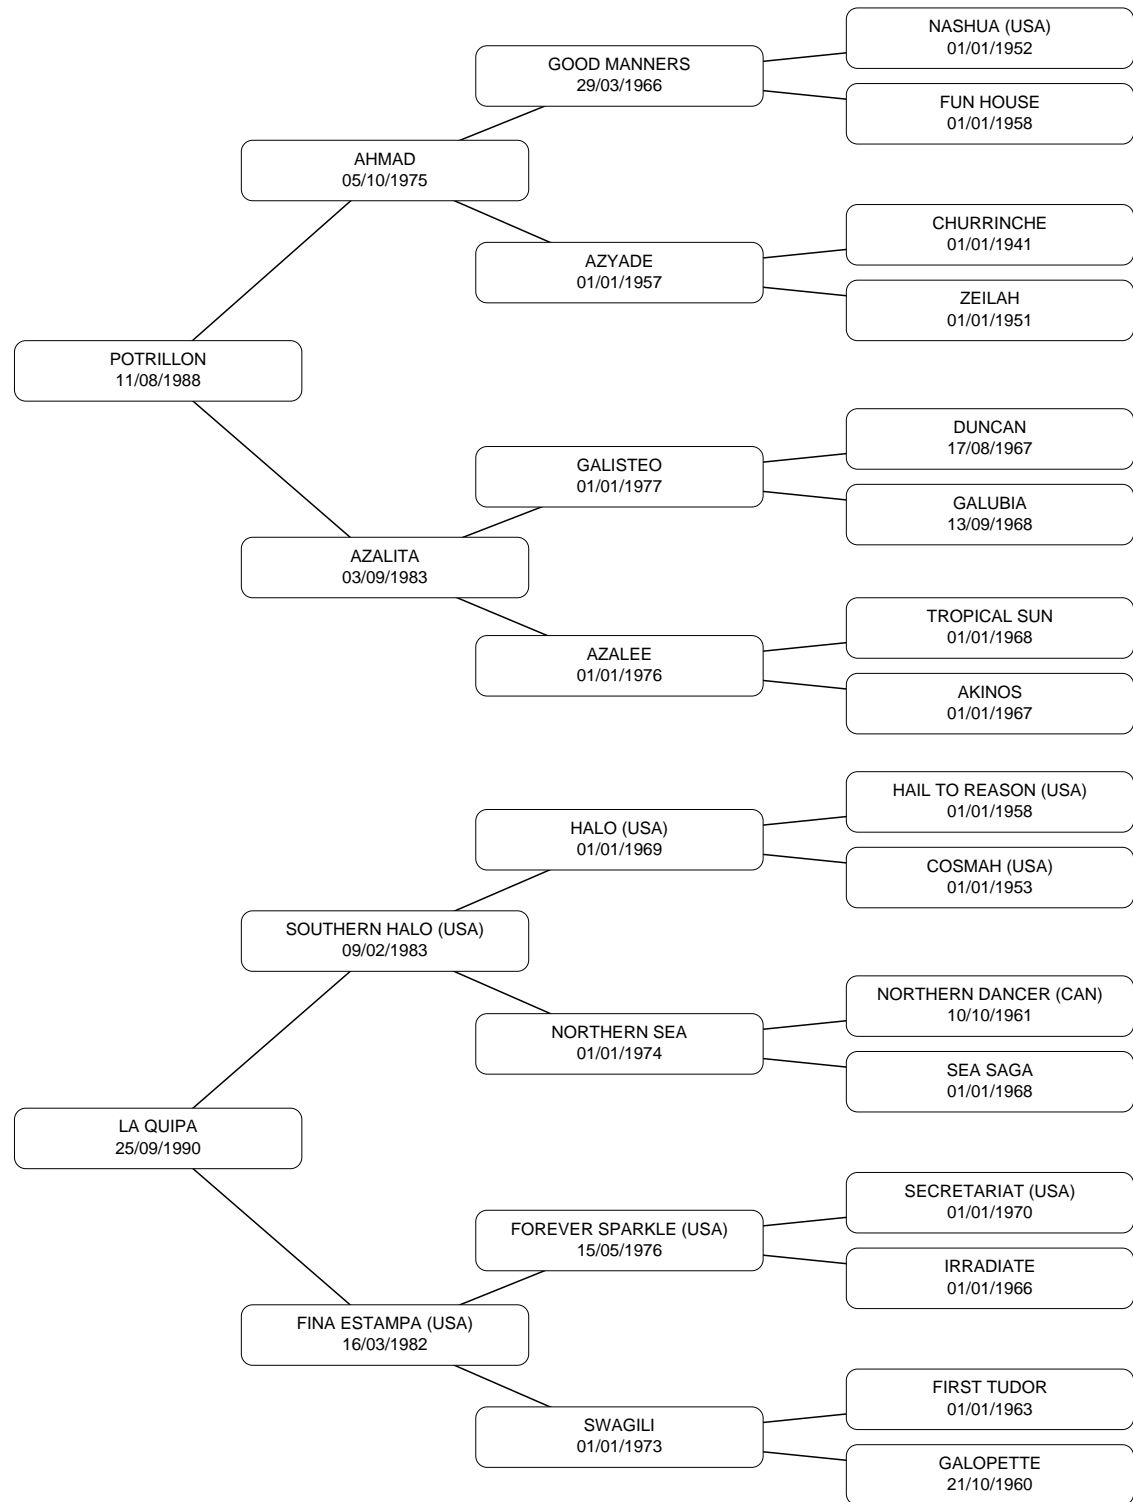 NASHUA (USA)
01/01/1952
GOOD MANNERS
29/03/1966
FUN HOUSE
01/01/1958
AHMAD
05/10/1975
CHURRINCHE
01/01/1941
AZYADE
01/01/1957
ZEILAH
01/01/1951
POTRILLON
11/08/1988
DUNCAN
17/08/1967
GALISTEO
01/01/1977
GALUBIA
13/09/1968
AZALITA
03/09/1983
TROPICAL SUN
01/01/1968
AZALEE
01/01/1976
AKINOS
01/01/1967
HAIL TO REASON (USA)
01/01/1958
HALO (USA)
01/01/1969
COSMAH (USA)
01/01/1953
SOUTHERN HALO (USA)
09/02/1983
NORTHERN DANCER (CAN)
10/10/1961
NORTHERN SEA
01/01/1974
SEA SAGA
01/01/1968
LA QUIPA
25/09/1990
SECRETARIAT (USA)
01/01/1970
FOREVER SPARKLE (USA)
15/05/1976
IRRADIATE
01/01/1966
FINA ESTAMPA (USA)
16/03/1982
FIRST TUDOR
01/01/1963
SWAGILI
01/01/1973
GALOPETTE
21/10/1960